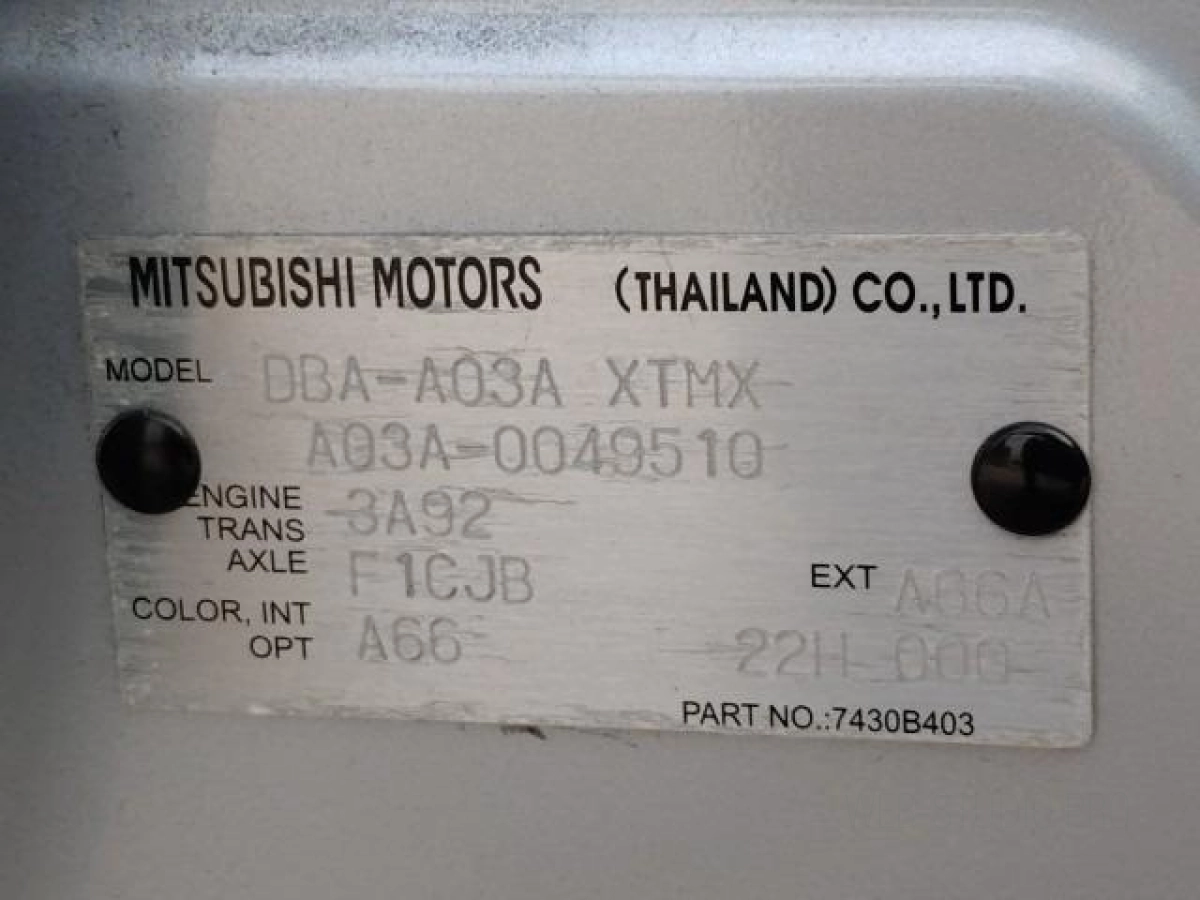 MITSUBISHI MOTORS (THAILAND) CO.,LTD.
MODEL DBA-A03A XTMX
A03A-0049510
ENGINE 3A92
TRANS
AXLE F1CJB EXT A66A
COLOR, INT
OPT A66 22H 000
PART NO.:7430B403